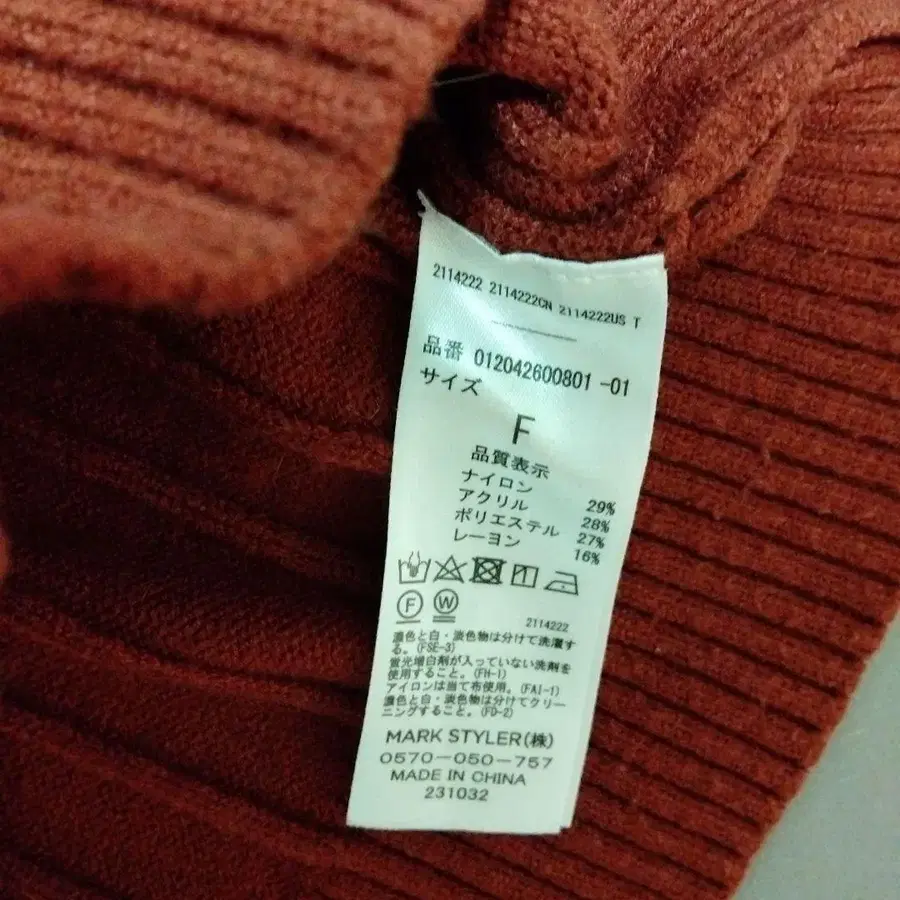 2114222 2114222CN 2114222US T
品番 012042600801 -01
サイズ
F
品質表示
ナイロン 29%
アクリル 28%
ポリエステル 27%
レーヨン 16%
F W
2114222
濃色と白・淡色物は分けて洗濯す
る。(FSE-3)
蛍光増白剤が入っていない洗剤を
使用すること。(FH-1)
アイロンは当て布使用。(FAI-1)
濃色と白・淡色物は分けてクリー
ニングすること。(FD-2)
MARK STYLER(株)
0570-050-757
MADE IN CHINA
231032